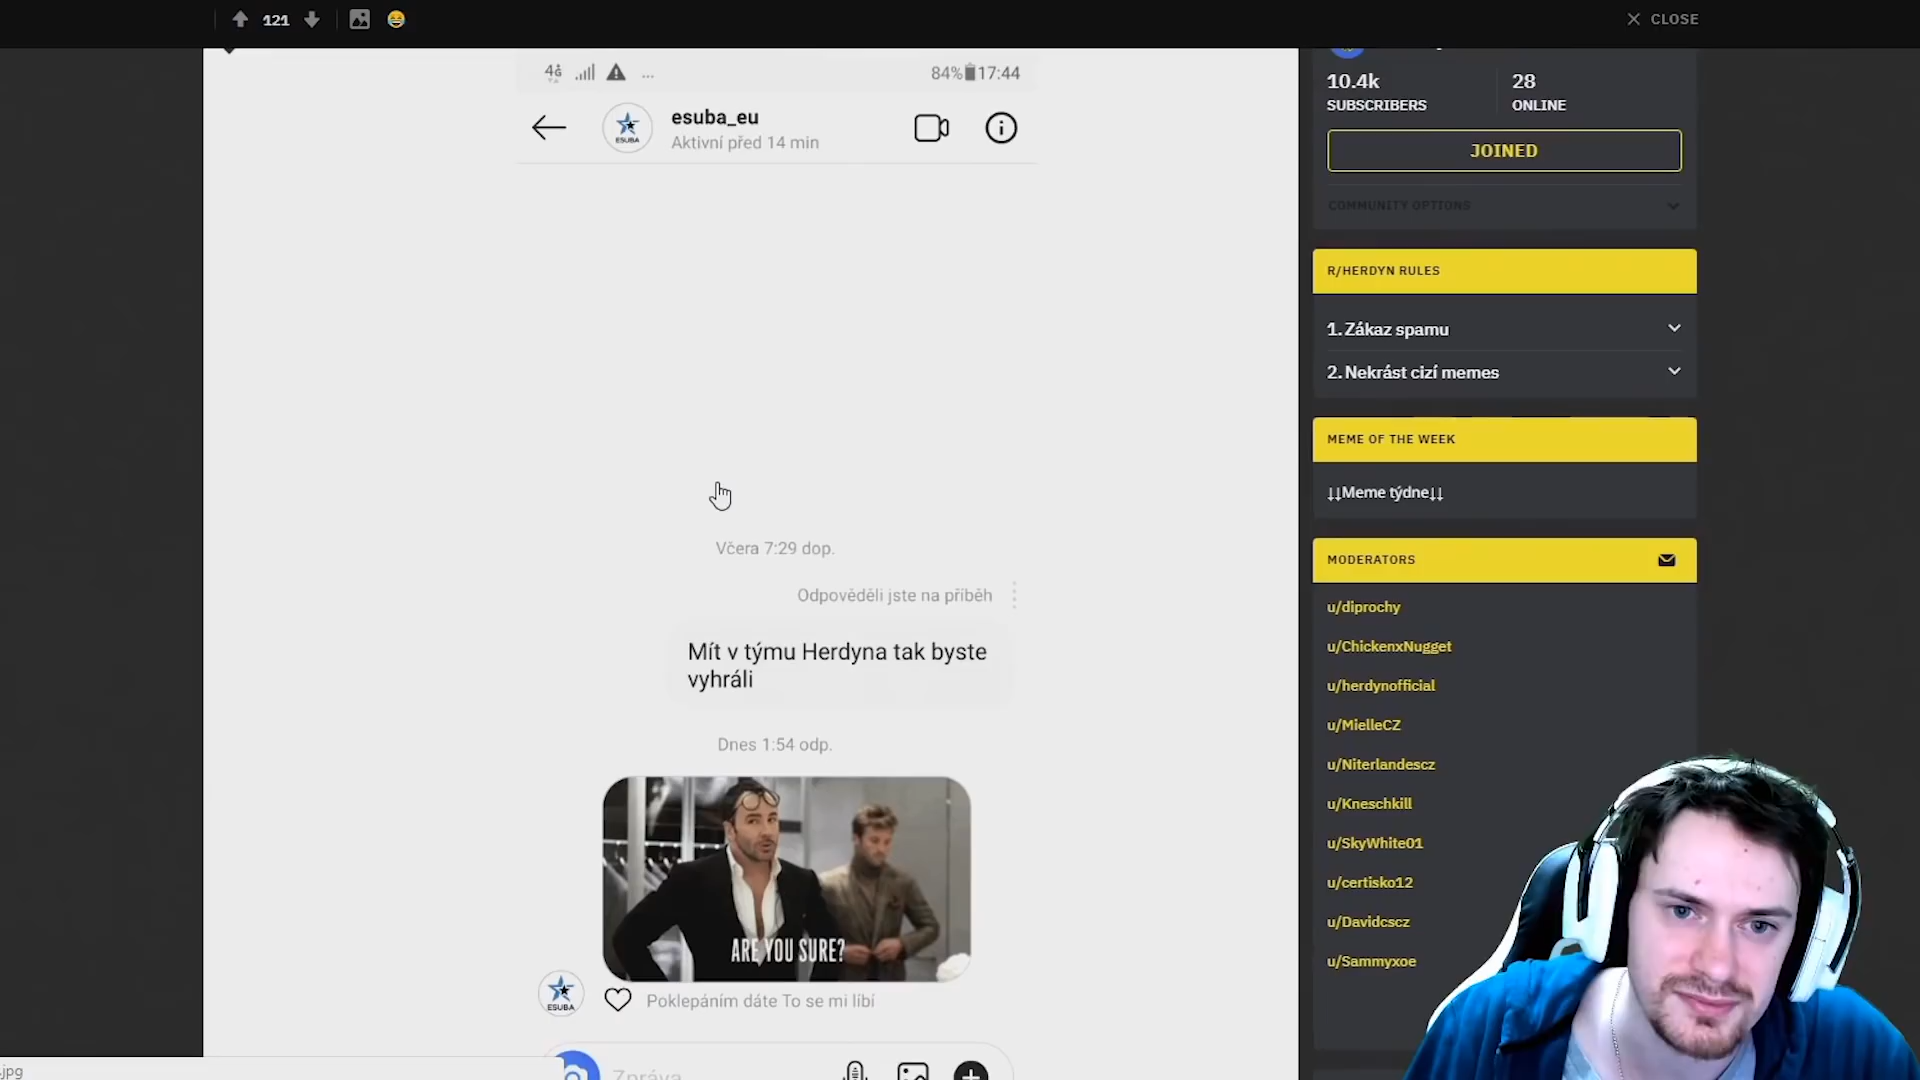 121
CLOSE
4G
...
84% 17:44
esuba_eu
Aktivní před 14 min
ESUBA
10.4k
SUBSCRIBERS
28
ONLINE
JOINED
COMMUNITY OPTIONS
R/HERDYN RULES
1. Zákaz spamu
2. Nekrást cizí memes
MEME OF THE WEEK
↓↓Meme týdne↓↓
MODERATORS
u/diprochy
u/ChickenxNugget
u/herdynofficial
u/MielleCZ
u/Niterlandescz
u/Kneschkill
u/SkyWhite01
u/certisko12
u/Davidcscz
u/Sammyxoe
Včera 7:29 dop.
Odpověděli jste na příběh
Mít v týmu Herdyna tak byste
vyhráli
Dnes 1:54 odp.
ARE YOU SURE?
ESUBA
Poklepáním dáte To se mi líbí
Zpráva
.jpg